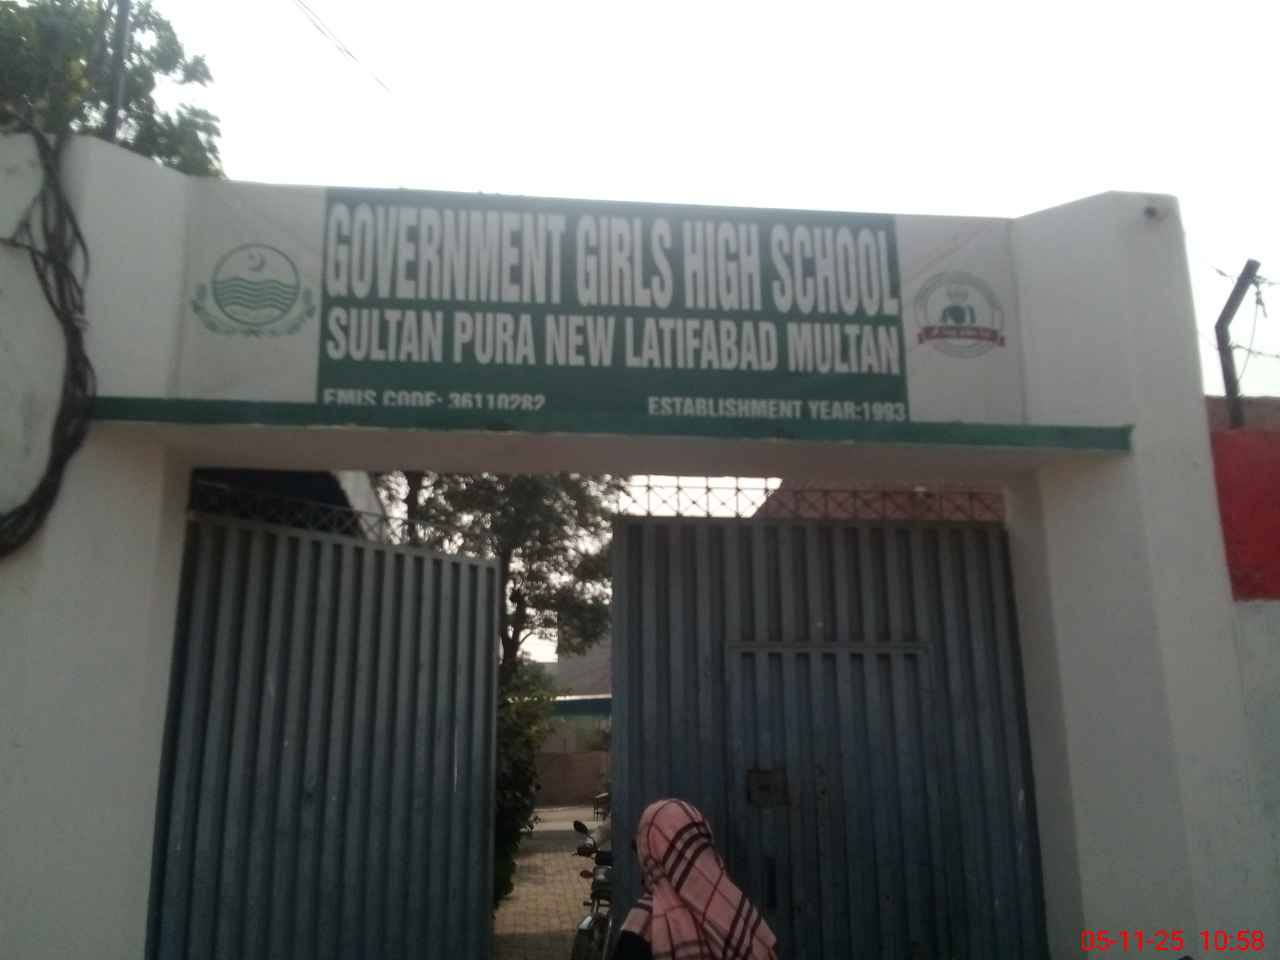 GOVERNMENT GIRLS HIGH SCHOOL
SULTAN PURA NEW LATIFABAD MULTAN
EMIS CODE: 36110282
ESTABLISHMENT YEAR:1993
05-11-25 10:58